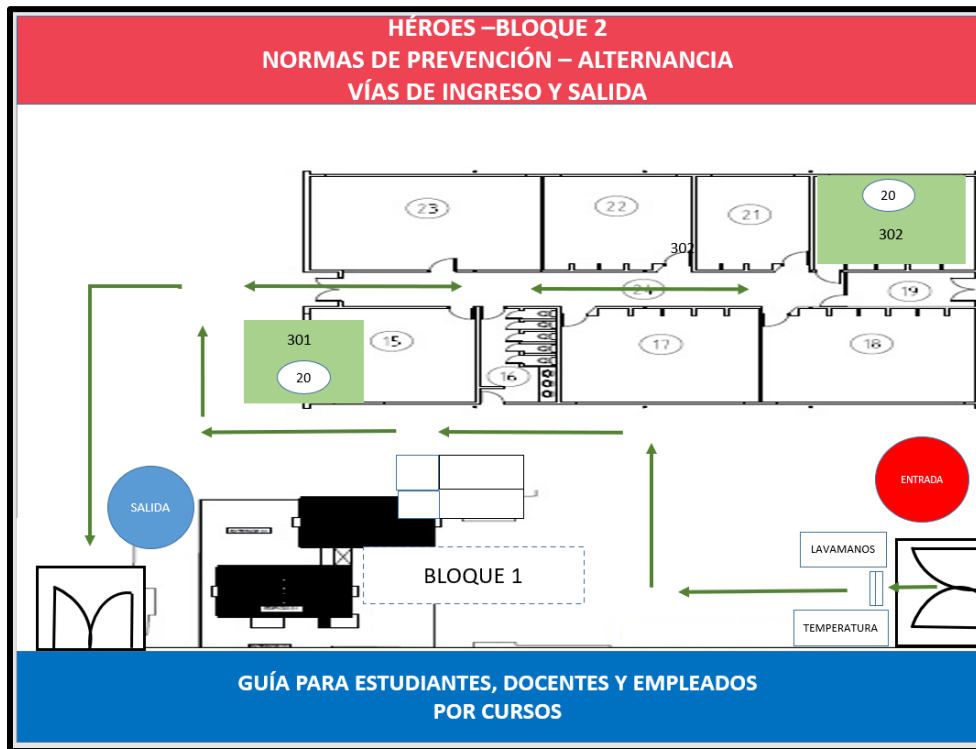 HÉROES –BLOQUE 2
NORMAS DE PREVENCIÓN – ALTERNANCIA
VÍAS DE INGRESO Y SALIDA
23
22
21
20
302
302
24
19
301
20
15
16
17
18
SALIDA
ENTRADA
LAVAMANOS
TEMPERATURA
BLOQUE 1
GUÍA PARA ESTUDIANTES, DOCENTES Y EMPLEADOS
POR CURSOS